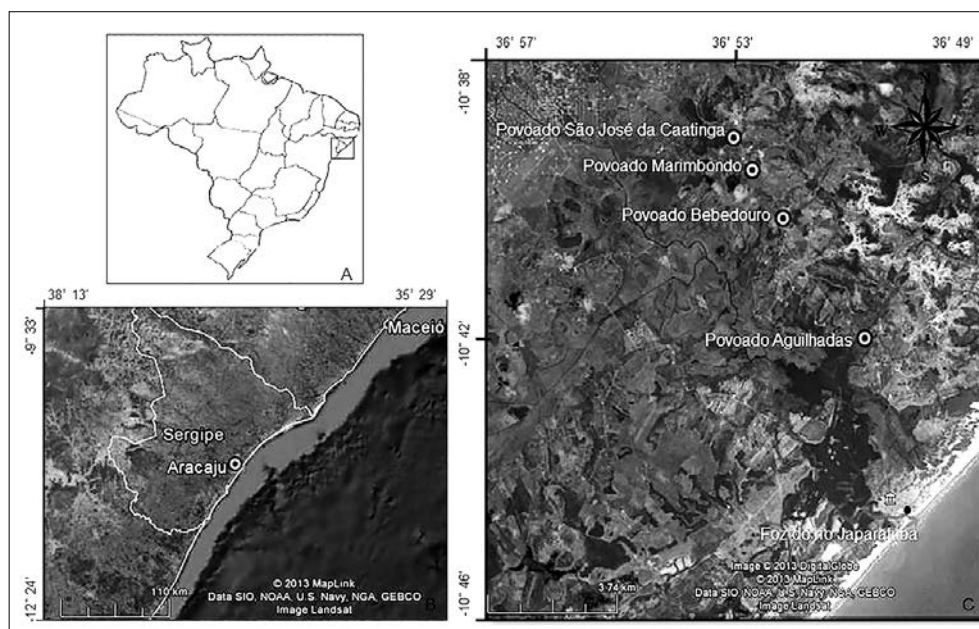 A
38 13
35 29
-9° 33
Maceió
Sergipe
Aracaju
-12° 24
110 km
© 2013 MapLink
Data SIO, NOAA, U.S. Navy, NGA, GEBCO
Image Landsat
B
36 57
36 53
36 49
-10° 38
Povoado São José da Caatinga
W
Povoado Marimbondo
S
Povoado Bebedouro
-10° 42
Povoado Aguilhadas
Foz do rio Japaratuba
Image © 2013 DigitalGlobe
© 2013 MapLink
-10° 46
3.74 km
Data SIO, NOAA, U.S. Navy, NGA, GEBCO
Image Landsat
C